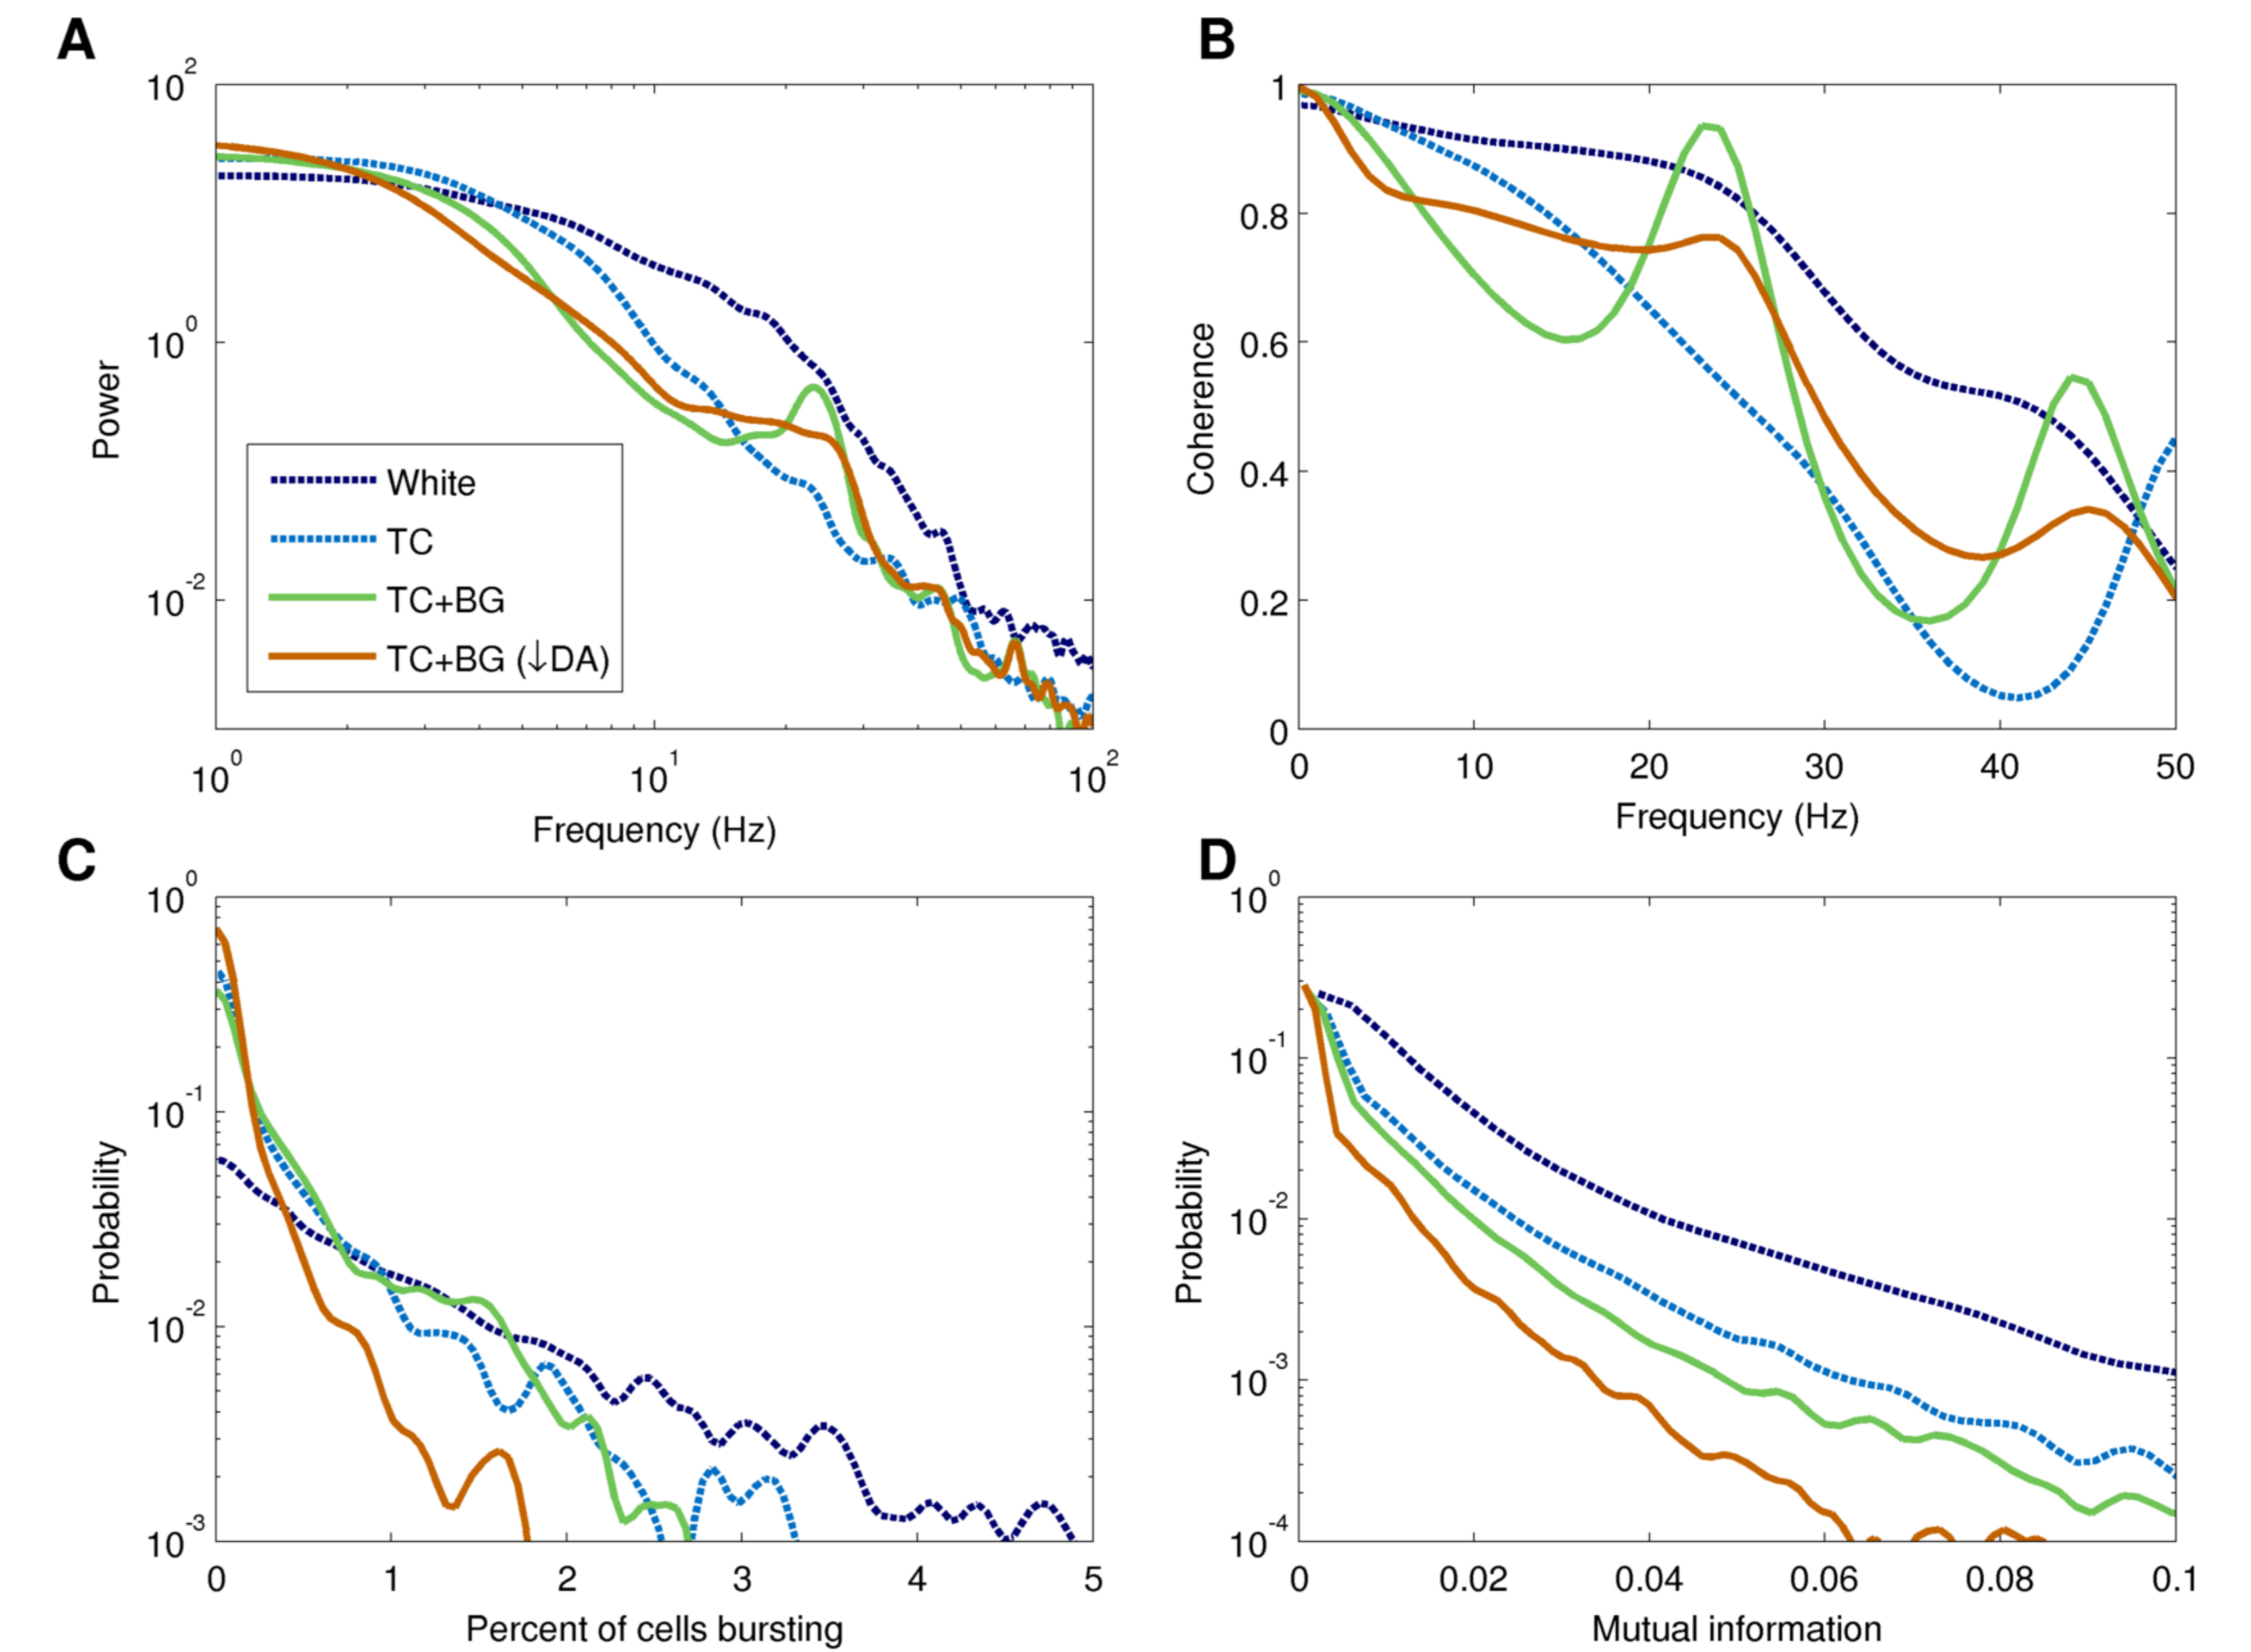 A
10^2
10^0
10^-2
Power
White
TC
TC+BG
TC+BG (↓DA)
10^0
10^1
10^2
Frequency (Hz)
B
1
0.8
0.6
0.4
0.2
0
Coherence
0
10
20
30
40
50
Frequency (Hz)
C
10^0
10^-1
10^-2
10^-3
Probability
0
1
2
3
4
5
Percent of cells bursting
D
10^0
10^-1
10^-2
10^-3
10^-4
Probability
0
0.02
0.04
0.06
0.08
0.1
Mutual information